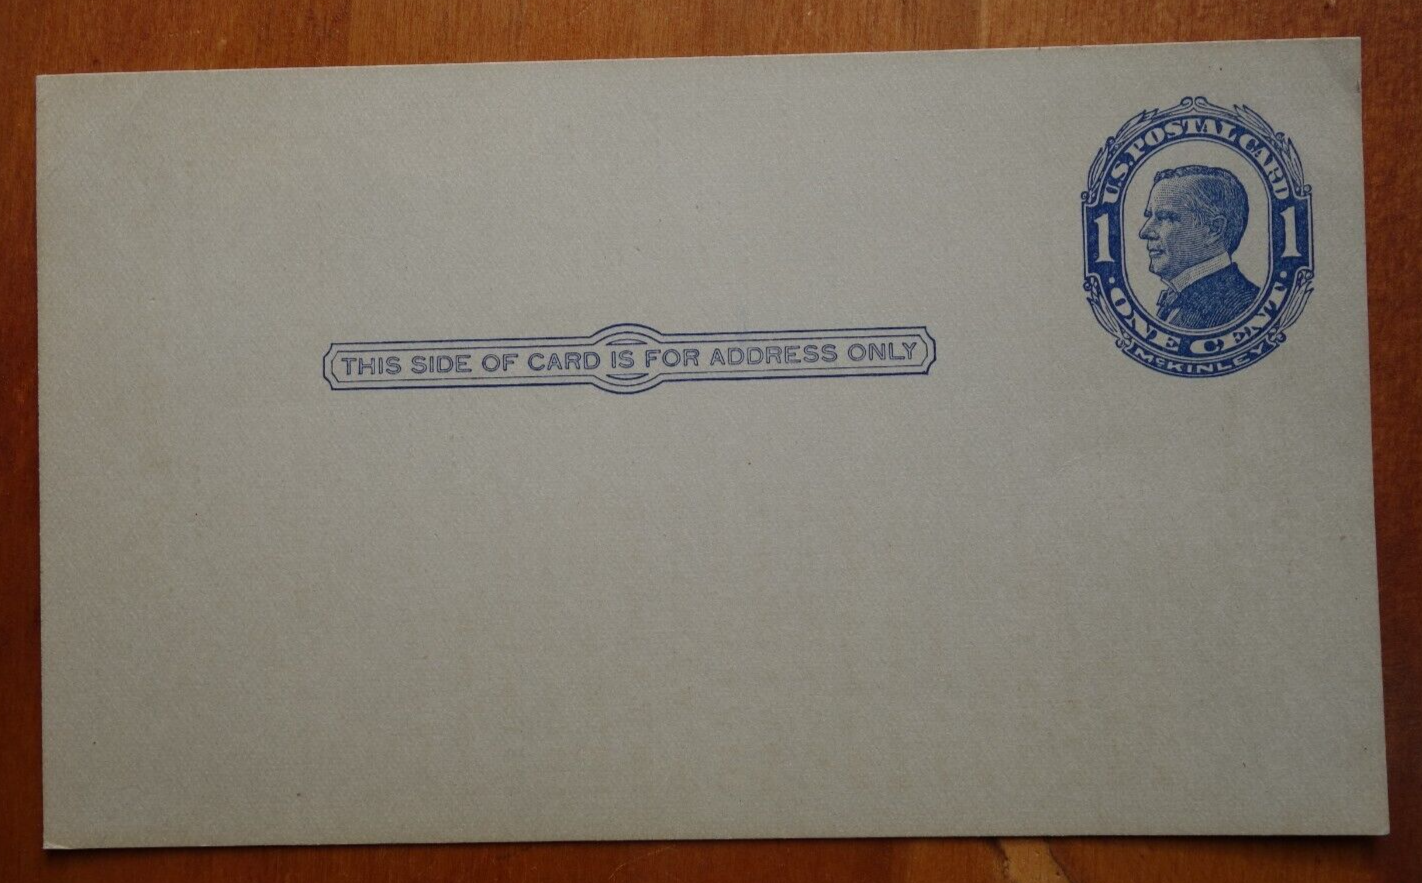 U.S. POSTAL CARD
1 1
· ONE CENT ·
McKINLEY
THIS SIDE OF CARD IS FOR ADDRESS ONLY